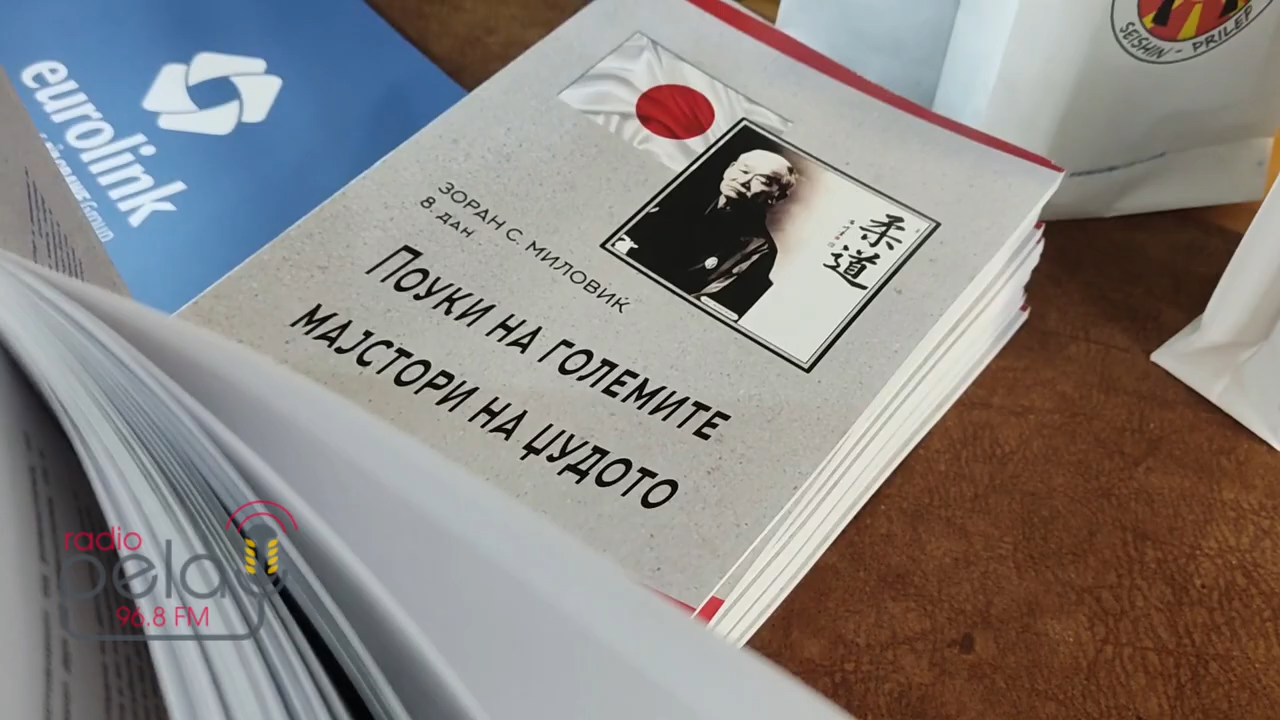 eurolink
ЗОРАН С. МИЛОВИЌ
8. ДАН
ПОУКИ НА ГОЛЕМИТЕ
МАЈСТОРИ НА ЏУДОТО
柔道
SEISHIN - PRILEP
radio
pela
96.8 FM